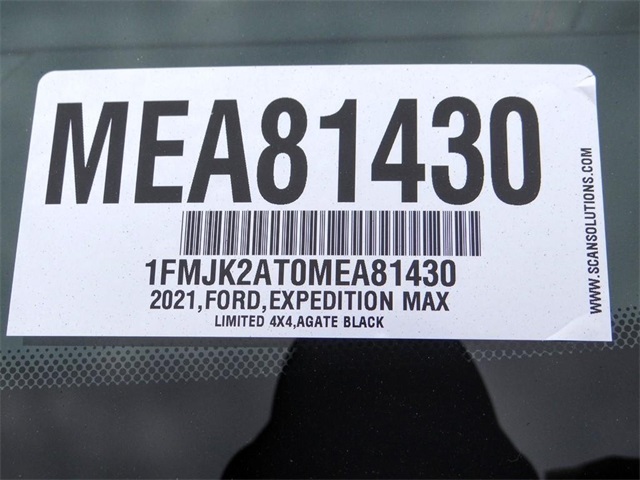 MEA81430
1FMJK2AT0MEA81430
2021,FORD,EXPEDITION MAX
LIMITED 4X4,AGATE BLACK
WWW.SCANSOLUTIONS.COM